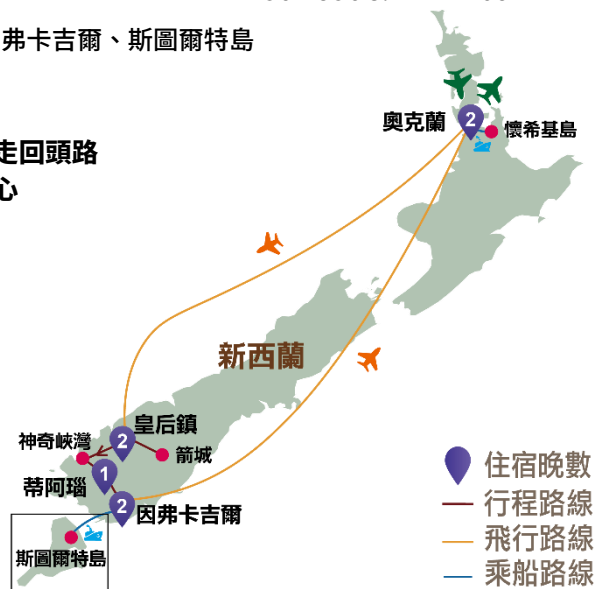 弗卡吉爾、斯圖爾特島
走回頭路
心
奧克蘭
2
懷希基島
新西蘭
皇后鎮
神奇峽灣
2
箭城
1
蒂阿瑙
2
因弗卡吉爾
斯圖爾特島
住宿晚數
行程路線
飛行路線
乘船路線